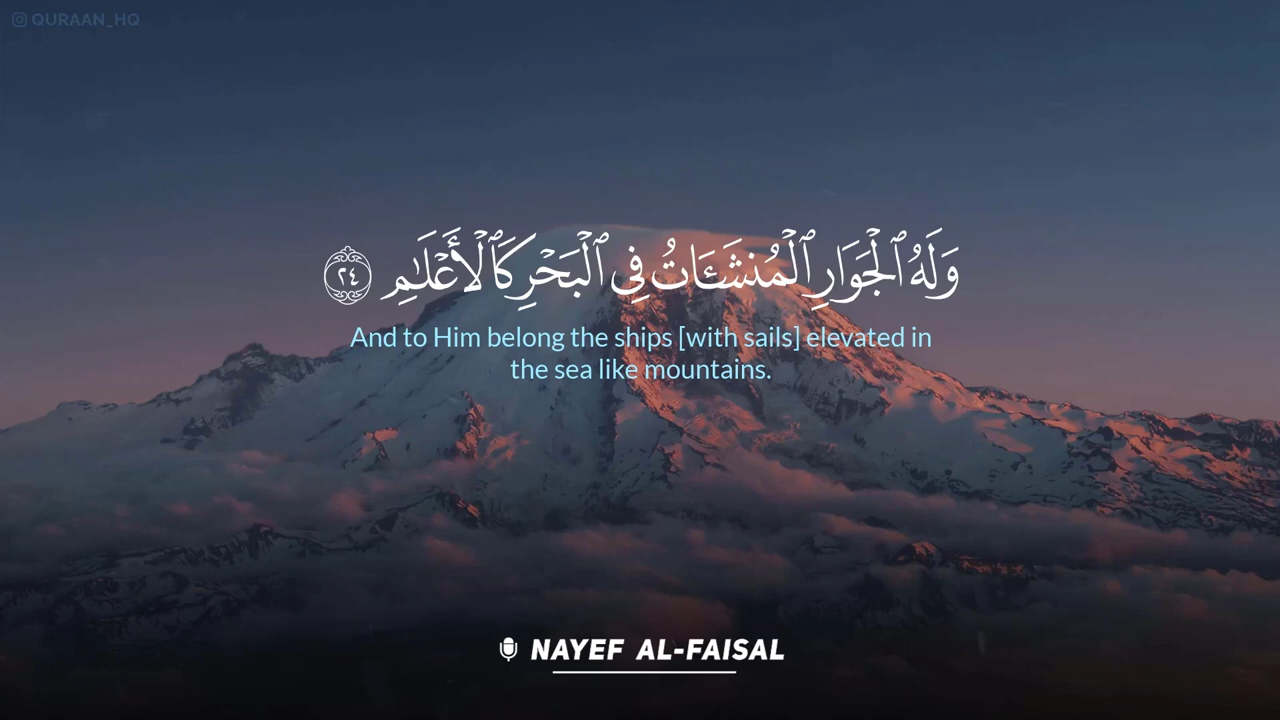 QURAAN_HQ
وَلَهُ ٱلْجَوَارِ ٱلْمُنشَـَٔاتُ فِى ٱلْبَحْرِ كَٱلْأَعْلَـٰمِ ٢٤
And to Him belong the ships [with sails] elevated in
the sea like mountains.
NAYEF AL-FAISAL